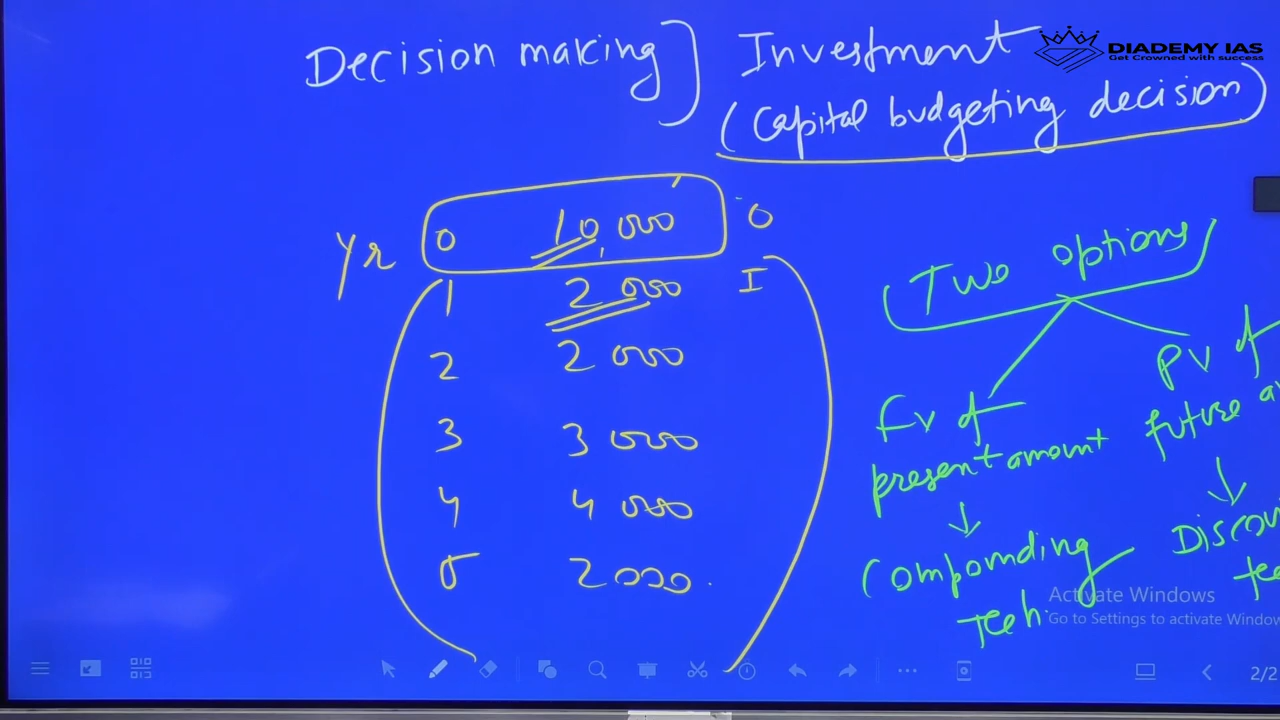 Decision making] Investment
(Capital budgeting decision)
DIADEMY IAS
Get Crowned with success
Yr 0 10,000 O
1 2000 I
2 2000
3 3000
4 4000
5 2000.
Two options
Fv of
present amount
↓
Compounding
Tech.
PV of
future
↓
Activate Windows
Go to Settings to activate Window
2/2